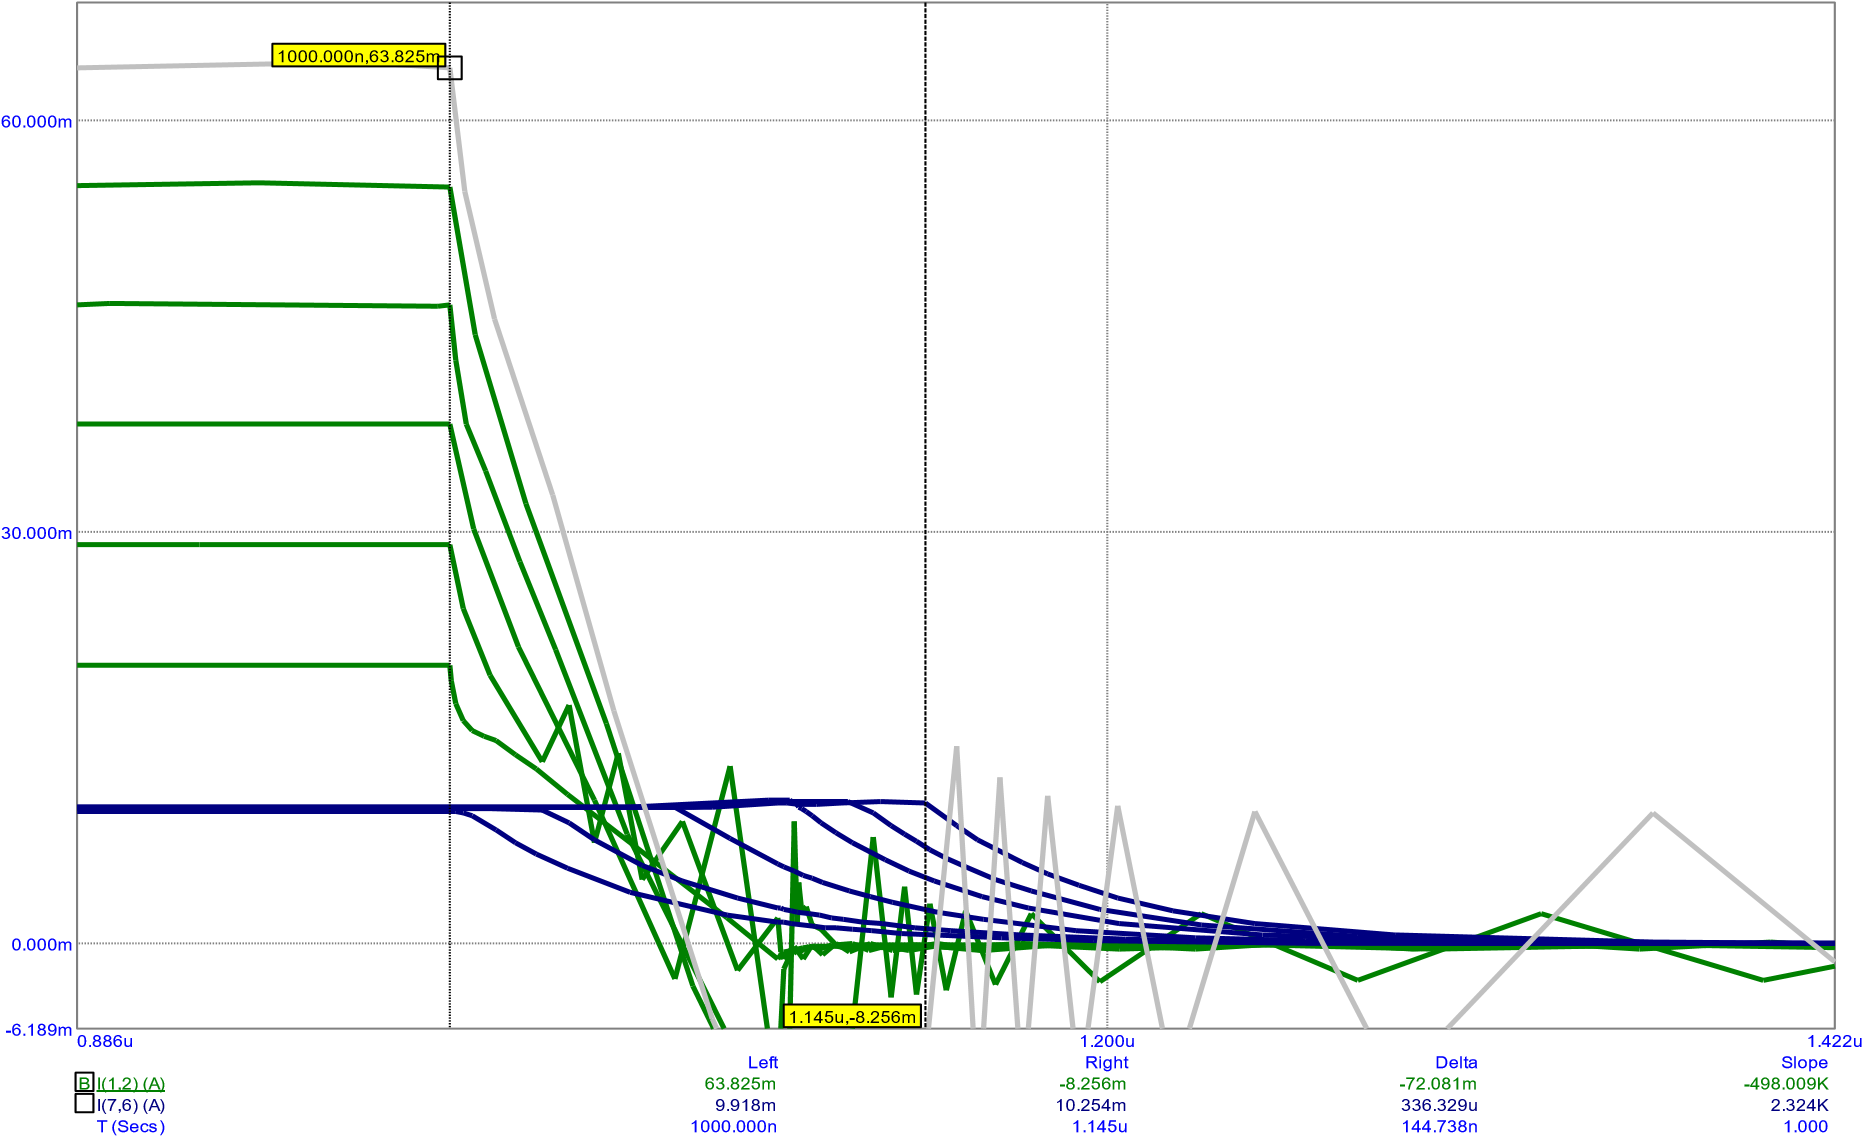 1000.000n,63.825m
60.000m
30.000m
0.000m
1.145u,-8.256m
-6.189m
0.886u 1.200u 1.422u
Left Right Delta Slope
B I(1,2) (A) 63.825m -8.256m -72.081m -498.009K
I(7,6) (A) 9.918m 10.254m 336.329u 2.324K
T (Secs) 1000.000n 1.145u 144.738n 1.000